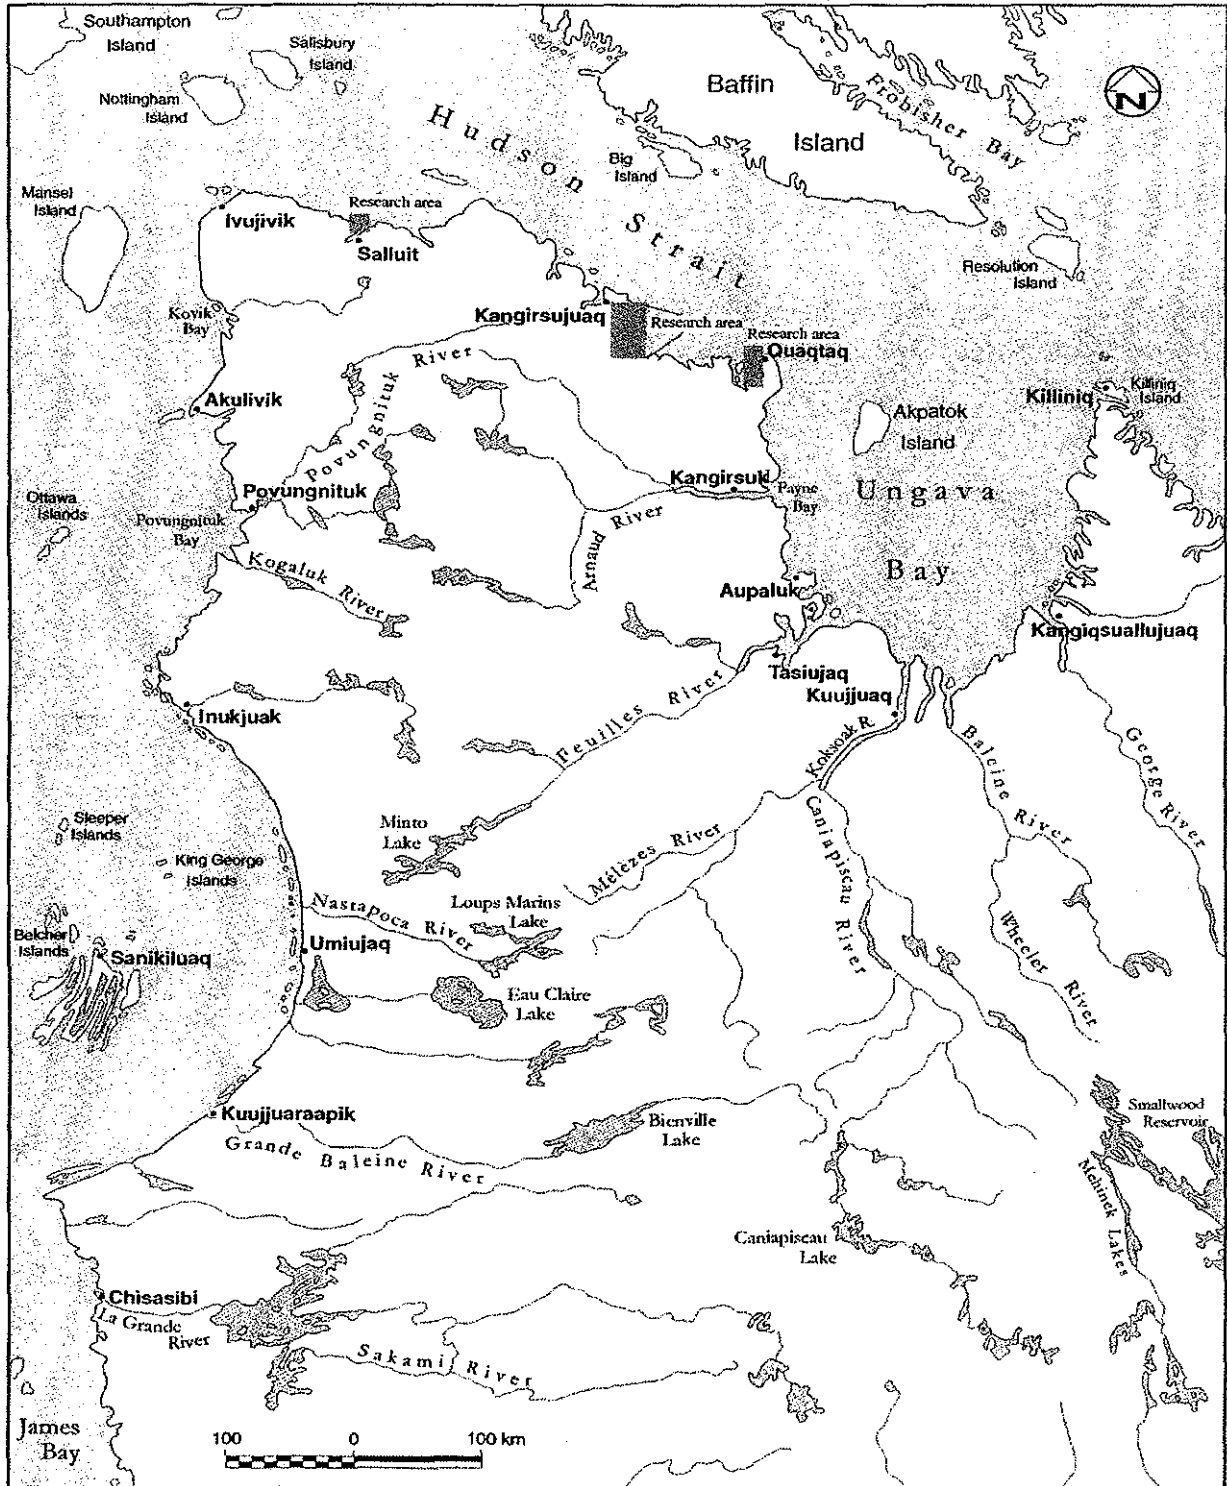 Southampton
Island
Salisbury
Island
Nottingham
Island
Baffin
Island
Frobisher Bay
N
Hudson Strait
Big
Island
Mansel
Island
Ivujivik
Research area
Salluit
Resolution
Island
Kovik
Bay
Kangirsujuaq
Research area
Research area
Quaqtaq
Povungnituk River
Akulivik
Killiniq
Killiniq
Island
Akpatok
Island
Kangirsuk
Payne
Bay
Ungava
Bay
Ottawa
Islands
Povungnituk
Povungnituk
Bay
Arnaud River
Kogaluk River
Aupaluk
Kangiqsuallujuaq
Tasiujaq
Kuujjuaq
Inukjuak
Feuilles River
Koksoak R.
Baleine River
George River
Sleeper
Islands
King George
Islands
Minto
Lake
Mélèzes River
Caniapiscau River
Wheeler River
Nastapoca River
Loups Marins
Lake
Belcher
Islands
Sanikiluaq
Umiujaq
Eau Claire
Lake
Kuujjuaraapik
Grande Baleine River
Bienville
Lake
Smallwood
Reservoir
Mehinek Lakes
Caniapiscau
Lake
Chisasibi
La Grande
River
Sakami River
James
Bay
100 0 100 km